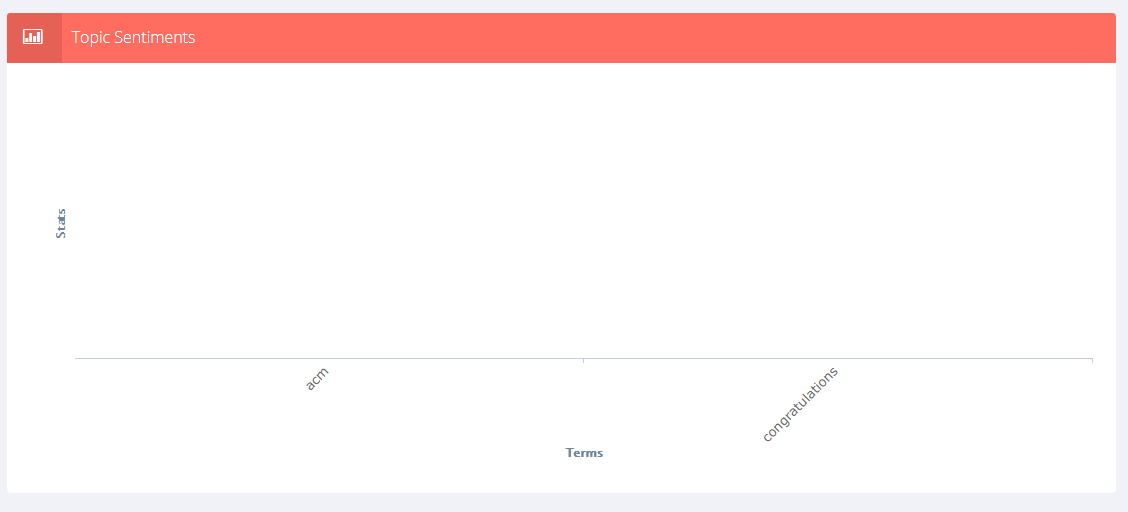 Topic Sentiments
Stats
acm
congratulations
Terms